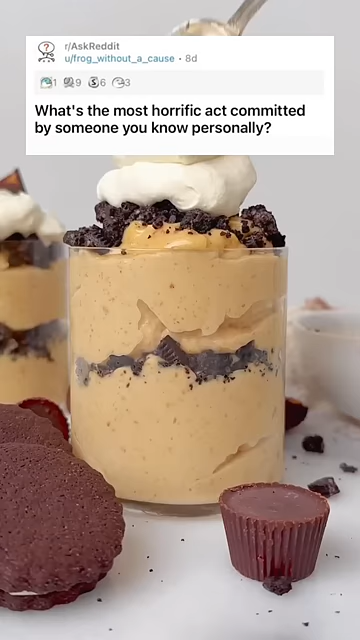 r/AskReddit
u/frog_without_a_cause • 8d
1 9 6 3
What's the most horrific act committed
by someone you know personally?